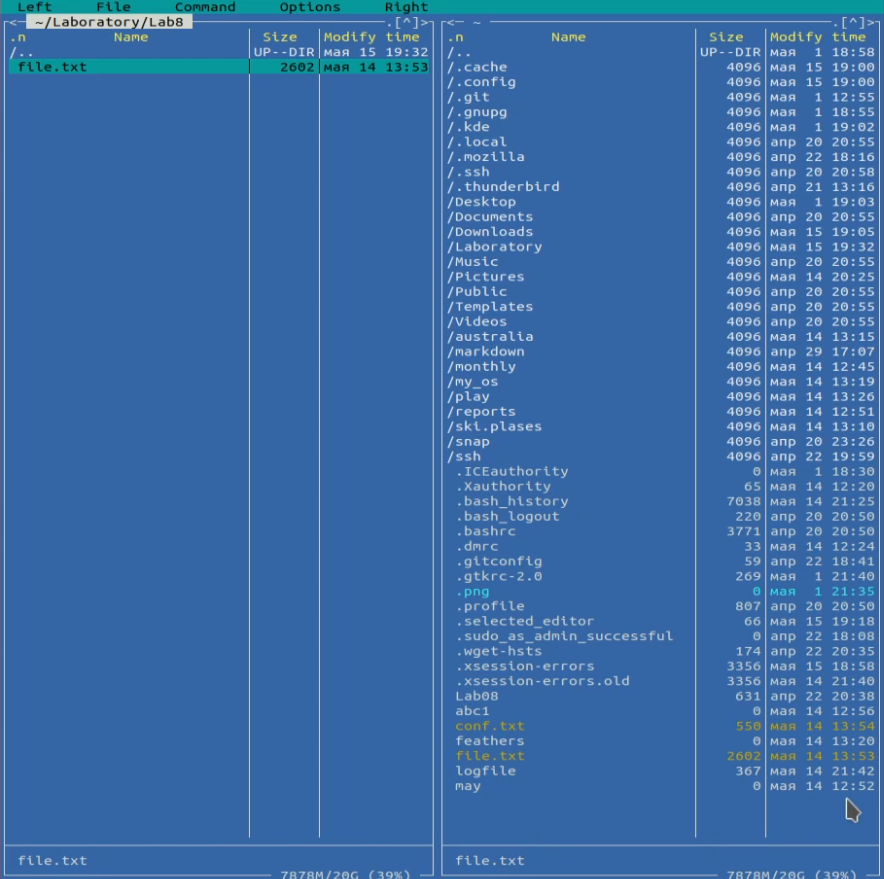 Left File Command Options Right
<- ~/Laboratory/Lab8 .[^]>
.n Name Size Modify time
/.. UP--DIR мая 15 19:32
file.txt 2602 мая 14 13:53
file.txt
7878M/20G (39%)
<- ~ .[^]>
.n Name Size Modify time
/.. UP--DIR мая 1 18:58
/.cache 4096 мая 15 19:00
/.config 4096 мая 15 19:00
/.git 4096 мая 1 12:55
/.gnupg 4096 мая 1 18:55
/.kde 4096 мая 1 19:02
/.local 4096 апр 20 20:55
/.mozilla 4096 апр 22 18:16
/.ssh 4096 апр 20 20:58
/.thunderbird 4096 апр 21 13:16
/Desktop 4096 мая 1 19:03
/Documents 4096 апр 20 20:55
/Downloads 4096 мая 15 19:05
/Laboratory 4096 мая 15 19:32
/Music 4096 апр 20 20:55
/Pictures 4096 мая 14 20:25
/Public 4096 апр 20 20:55
/Templates 4096 апр 20 20:55
/Videos 4096 апр 20 20:55
/australia 4096 мая 14 13:15
/markdown 4096 апр 29 17:07
/monthly 4096 мая 14 12:45
/my_os 4096 мая 14 13:19
/play 4096 мая 14 13:26
/reports 4096 мая 14 12:51
/ski.plases 4096 мая 14 13:10
/snap 4096 апр 20 23:26
/ssh 4096 апр 22 19:59
.ICEauthority 0 мая 1 18:30
.Xauthority 65 мая 14 12:20
.bash_history 7038 мая 14 21:25
.bash_logout 220 апр 20 20:50
.bashrc 3771 апр 20 20:50
.dmrc 33 мая 14 12:24
.gitconfig 59 апр 22 18:41
.gtkrc-2.0 269 мая 1 21:40
.png 0 мая 1 21:35
.profile 807 апр 20 20:50
.selected_editor 66 мая 15 19:18
.sudo_as_admin_successful 0 апр 22 18:08
.wget-hsts 174 апр 22 20:35
.xsession-errors 3356 мая 15 18:58
.xsession-errors.old 3356 мая 14 21:40
Lab08 631 апр 22 20:38
abc1 0 мая 14 12:56
conf.txt 550 мая 14 13:54
feathers 0 мая 14 13:20
file.txt 2602 мая 14 13:53
logfile 367 мая 14 21:42
may 0 мая 14 12:52
file.txt
7878M/20G (39%)